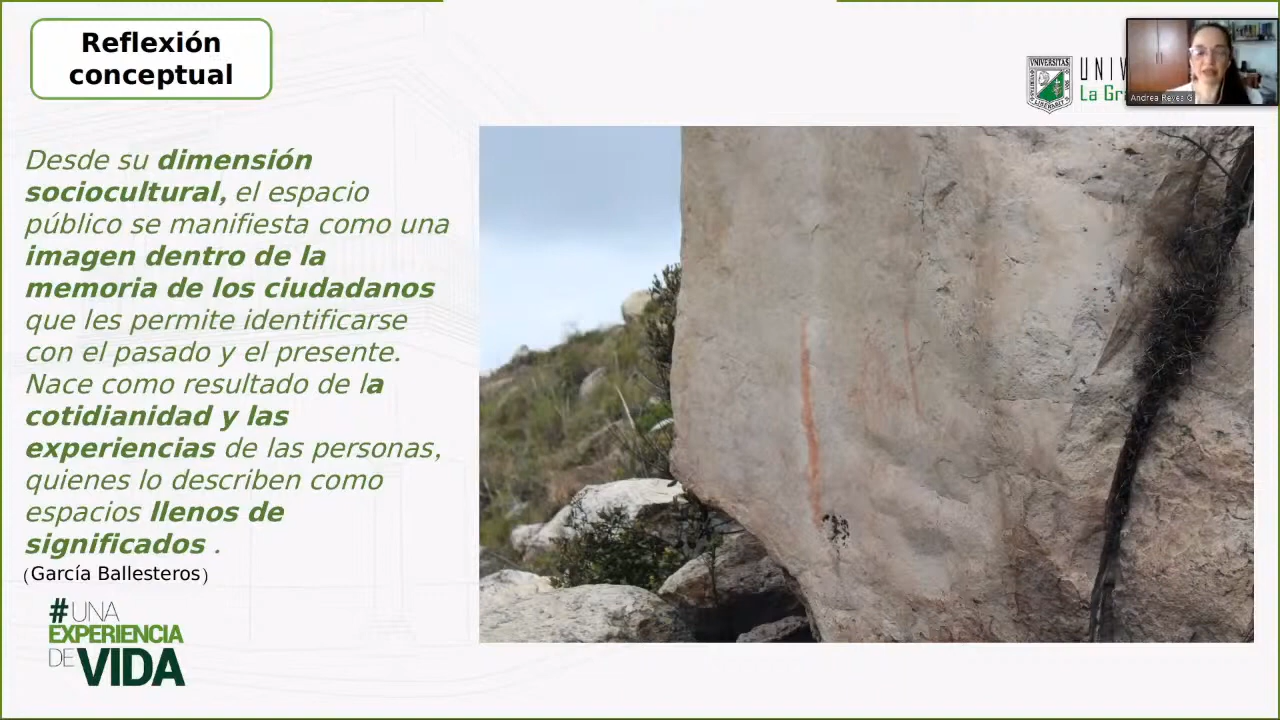 Reflexión
conceptual
Desde su dimensión
sociocultural, el espacio
público se manifiesta como una
imagen dentro de la
memoria de los ciudadanos
que les permite identificarse
con el pasado y el presente.
Nace como resultado de la
cotidianidad y las
experiencias de las personas,
quienes lo describen como
espacios llenos de
significados .
(García Ballesteros)
#UNA
EXPERIENCIA
DE VIDA
UNIVERSITAS
UNIV
La Gr
Andrea Reyes G